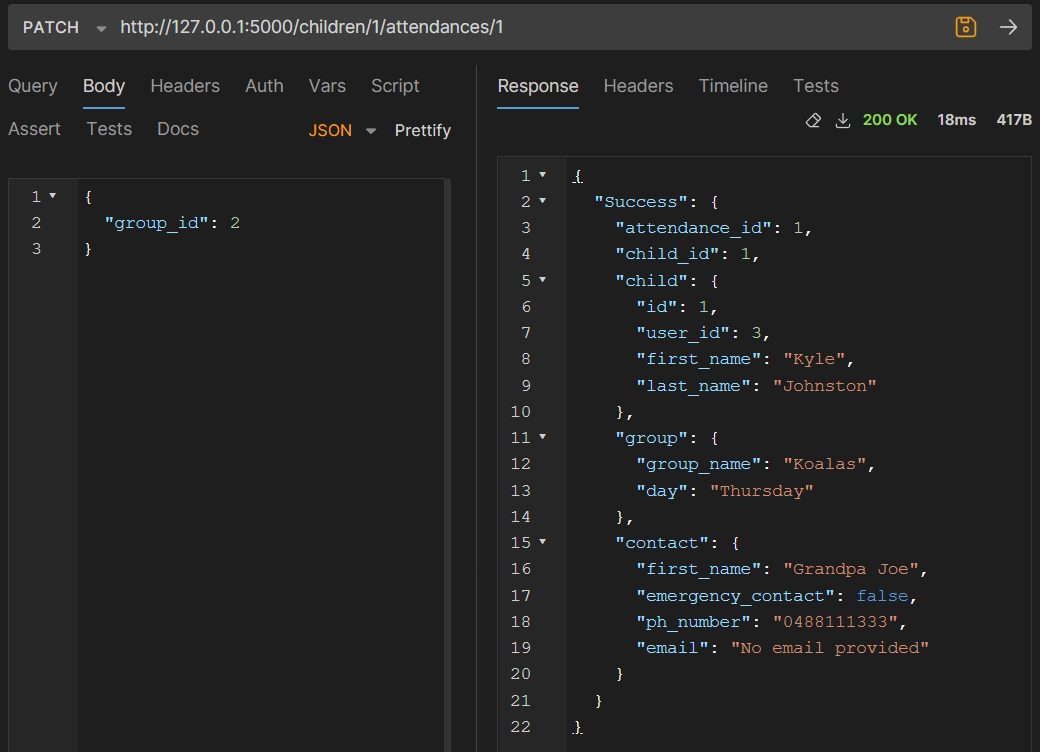 PATCH http://127.0.0.1:5000/children/1/attendances/1
Query Body Headers Auth Vars Script
Assert Tests Docs JSON Prettify
1 {
2 "group_id": 2
3 }
Response Headers Timeline Tests
200 OK 18ms 417B
1 {
2 "Success": {
3 "attendance_id": 1,
4 "child_id": 1,
5 "child": {
6 "id": 1,
7 "user_id": 3,
8 "first_name": "Kyle",
9 "last_name": "Johnston"
10 },
11 "group": {
12 "group_name": "Koalas",
13 "day": "Thursday"
14 },
15 "contact": {
16 "first_name": "Grandpa Joe",
17 "emergency_contact": false,
18 "ph_number": "0488111333",
19 "email": "No email provided"
20 }
21 }
22 }